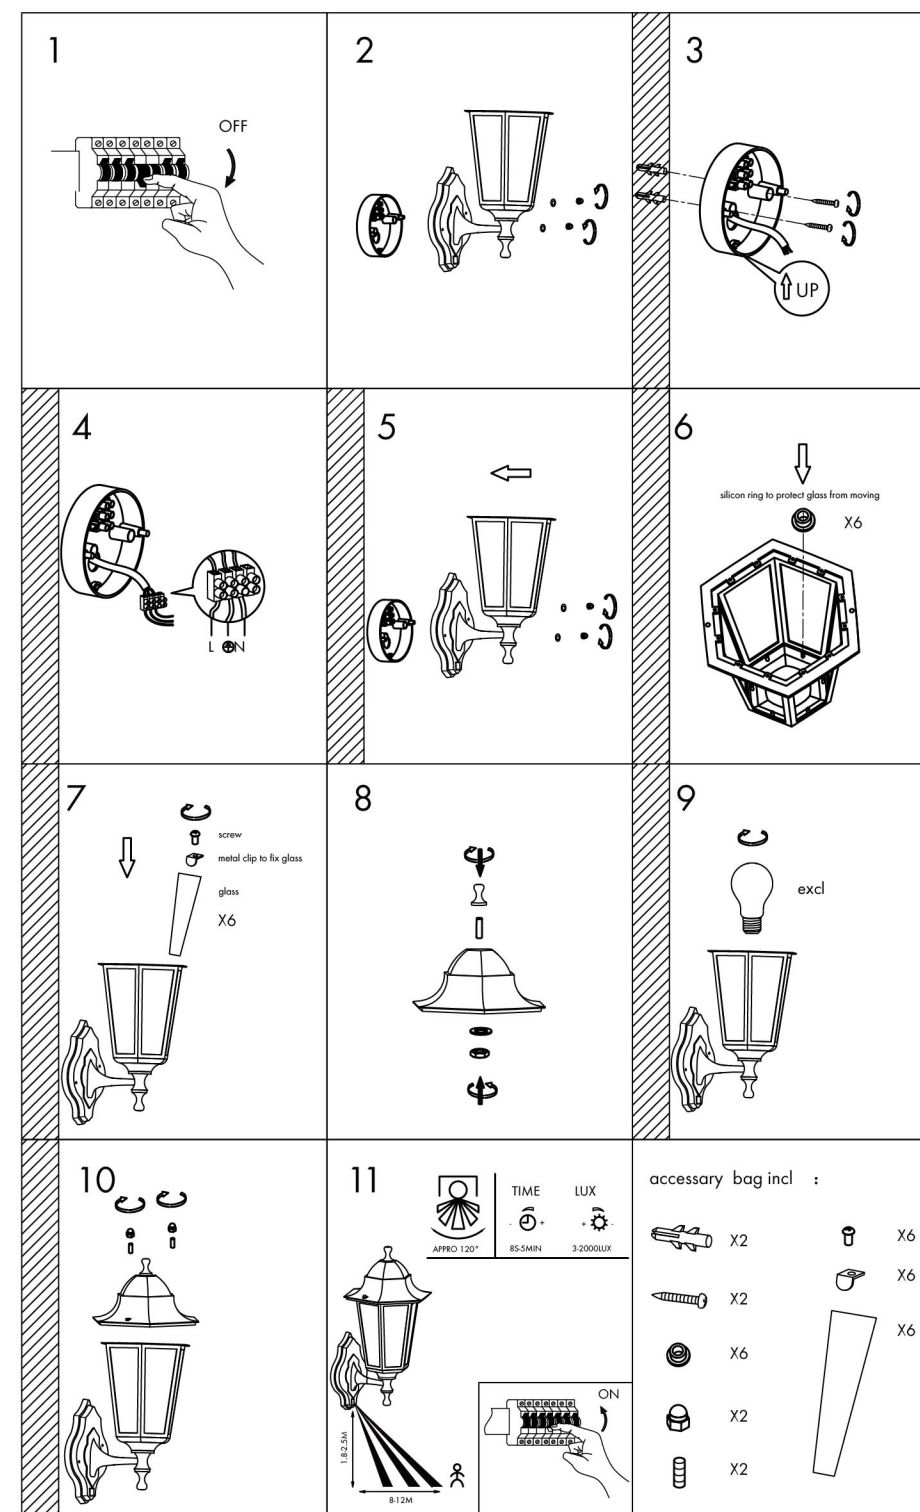 1
OFF
2
3
UP
4
L N
5
6
silicon ring to protect glass from moving
X6
7
screw
metal clip to fix glass
glass
X6
8
9
excl
10
11
APPRO 120°
TIME
- +
8S-5MIN
LUX
+ -
3-2000LUX
1.8-2.5M
8-12M
ON
accessary bag incl :
X2
X2
X6
X2
X2
X6
X6
X6